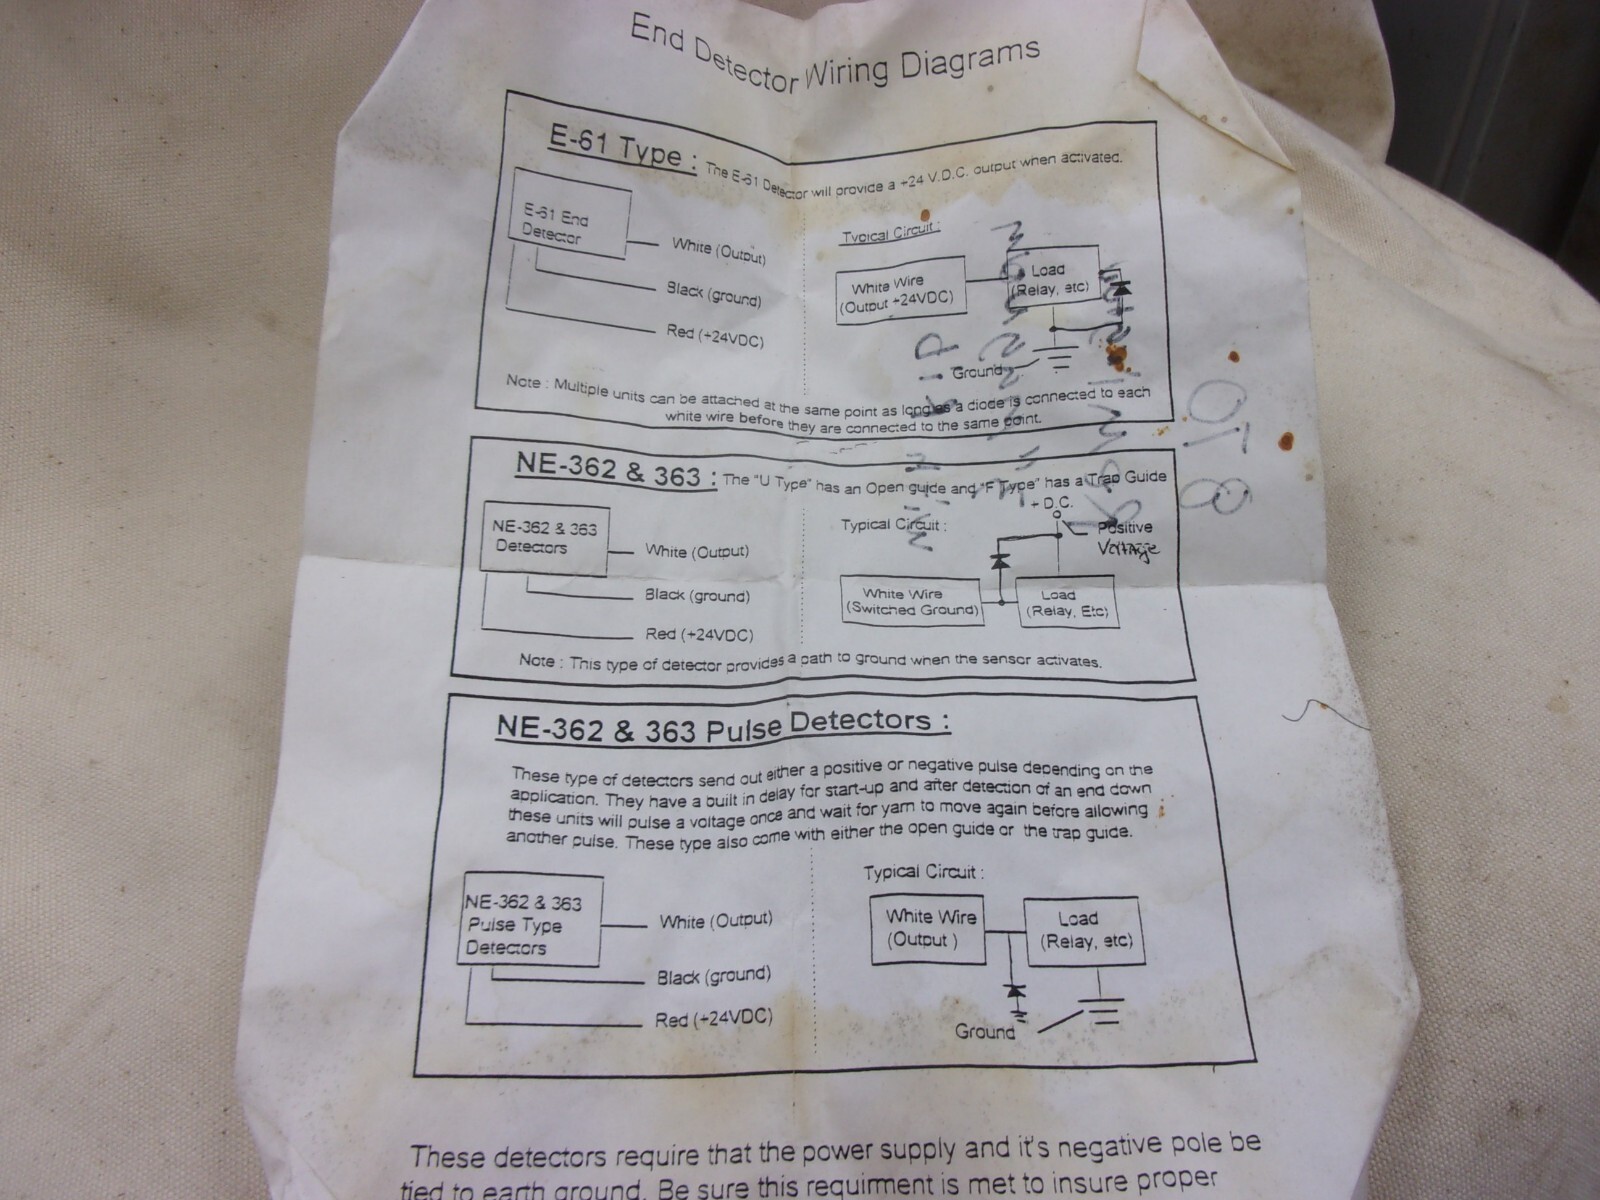 End Detector Wiring Diagrams
E-61 Type : The E-61 Detector will provide a +24 V.D.C. output when activated.
E-61 End
Detector
White (Output)
Black (ground)
Red (+24VDC)
Typical Circuit :
White Wire
(Output +24VDC)
Load
(Relay, etc)
Ground
Note : Multiple units can be attached at the same point as long as a diode is connected to each
white wire before they are connected to the same point.
8-10
NE-362 & 363 : The "U Type" has an Open guide and "F Type" has a Trap Guide
NE-362 & 363
Detectors
White (Output)
Black (ground)
Red (+24VDC)
Typical Circuit :
+ D.C.
Positive
Voltage
White Wire
(Switched Ground)
Load
(Relay, Etc)
Note : This type of detector provides a path to ground when the sensor activates.
NE-362 & 363 Pulse Detectors :
These type of detectors send out either a positive or negative pulse depending on the
application. They have a built in delay for start-up and after detection of an end down
these units will pulse a voltage once and wait for yarn to move again before allowing
another pulse. These type also come with either the open guide or the trap guide.
NE-362 & 363
Pulse Type
Detectors
White (Output)
Black (ground)
Red (+24VDC)
Typical Circuit :
White Wire
(Output )
Load
(Relay, etc)
Ground
These detectors require that the power supply and it's negative pole be
tied to earth ground. Be sure this requirment is met to insure proper